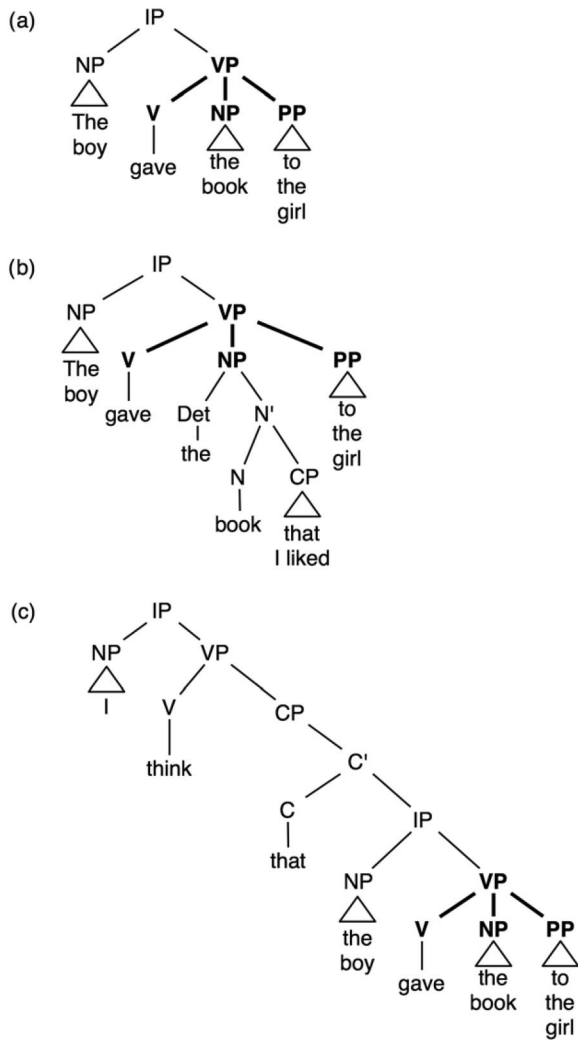 (a)
IP
NP VP
The boy
V NP PP
gave
the book
to the girl
(b)
IP
NP VP
The boy
V NP PP
gave
Det N'
to the girl
the
N CP
book
that I liked
(c)
IP
NP VP
I
V CP
think
C'
C IP
that
NP VP
the boy
V NP PP
gave
the book
to the girl